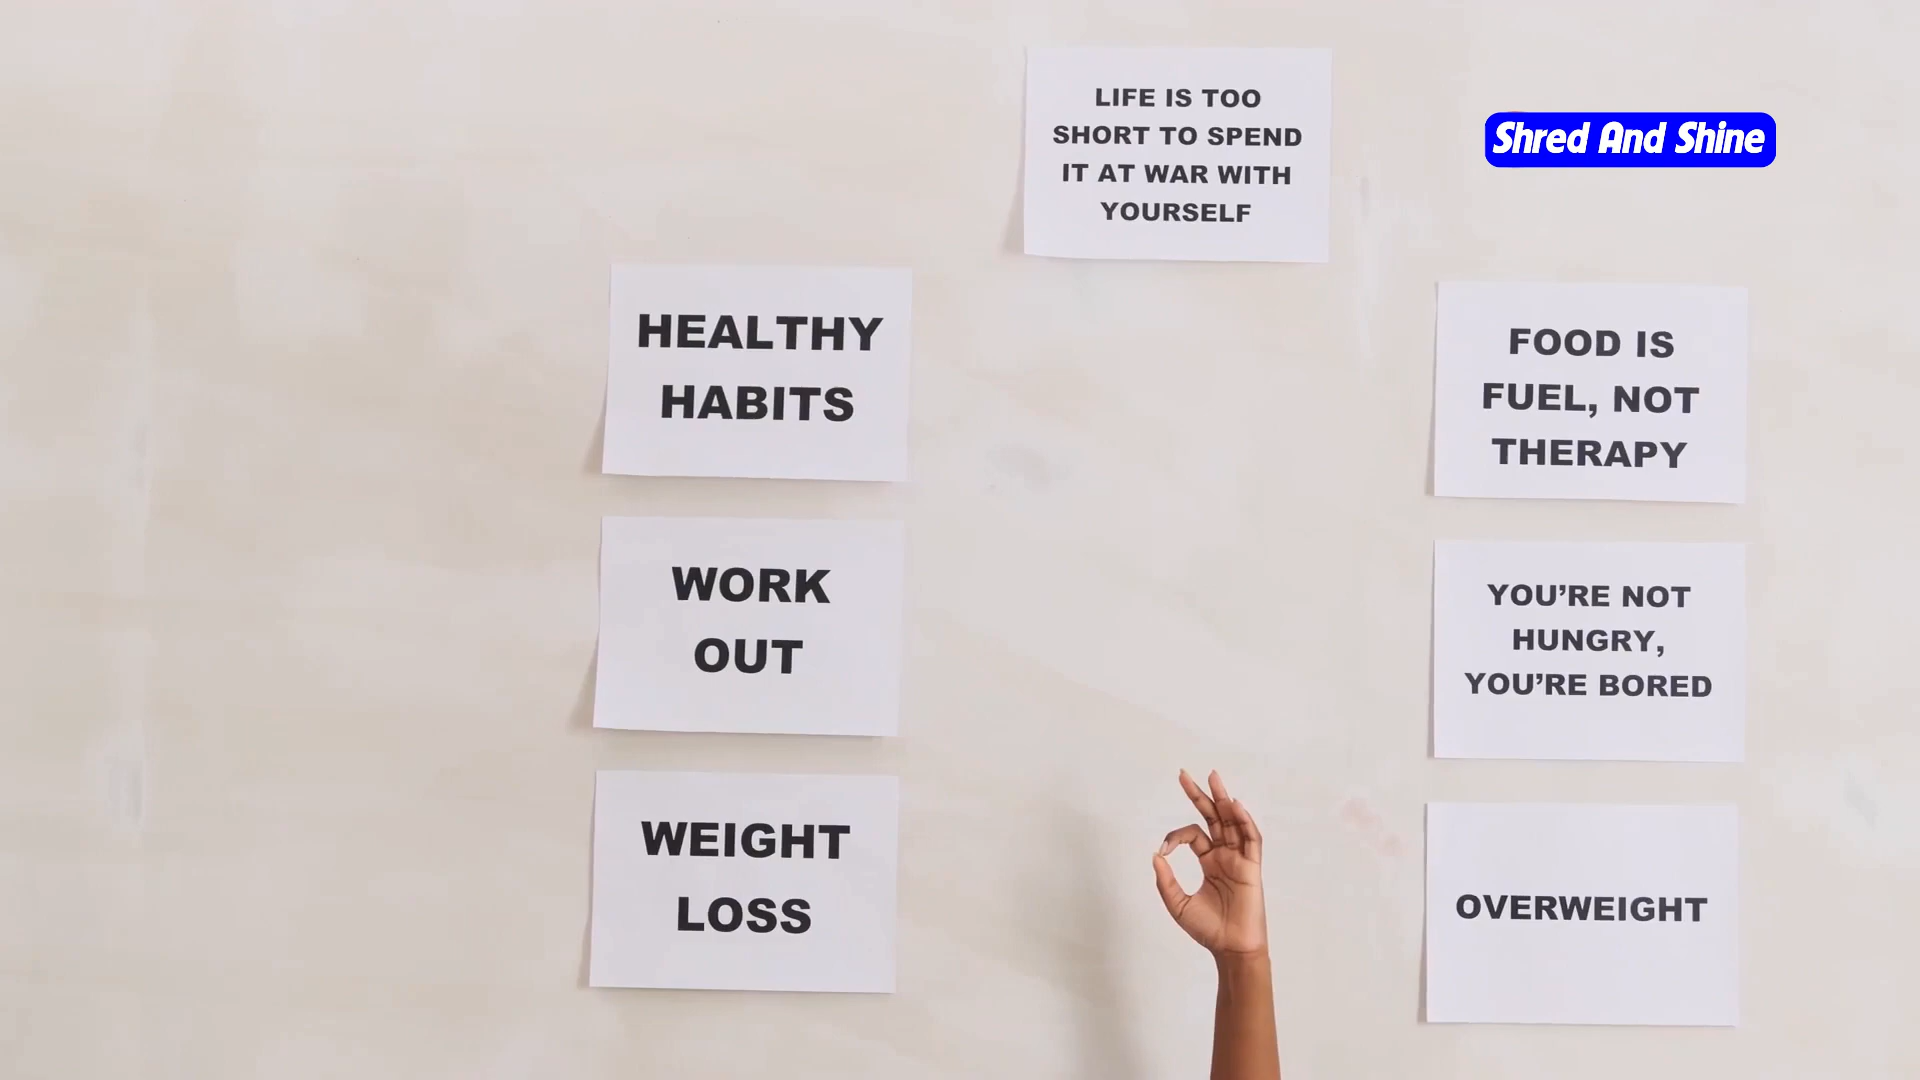 LIFE IS TOO
SHORT TO SPEND
IT AT WAR WITH
YOURSELF
Shred And Shine
HEALTHY
HABITS
WORK
OUT
WEIGHT
LOSS
FOOD IS
FUEL, NOT
THERAPY
YOU’RE NOT
HUNGRY,
YOU’RE BORED
OVERWEIGHT